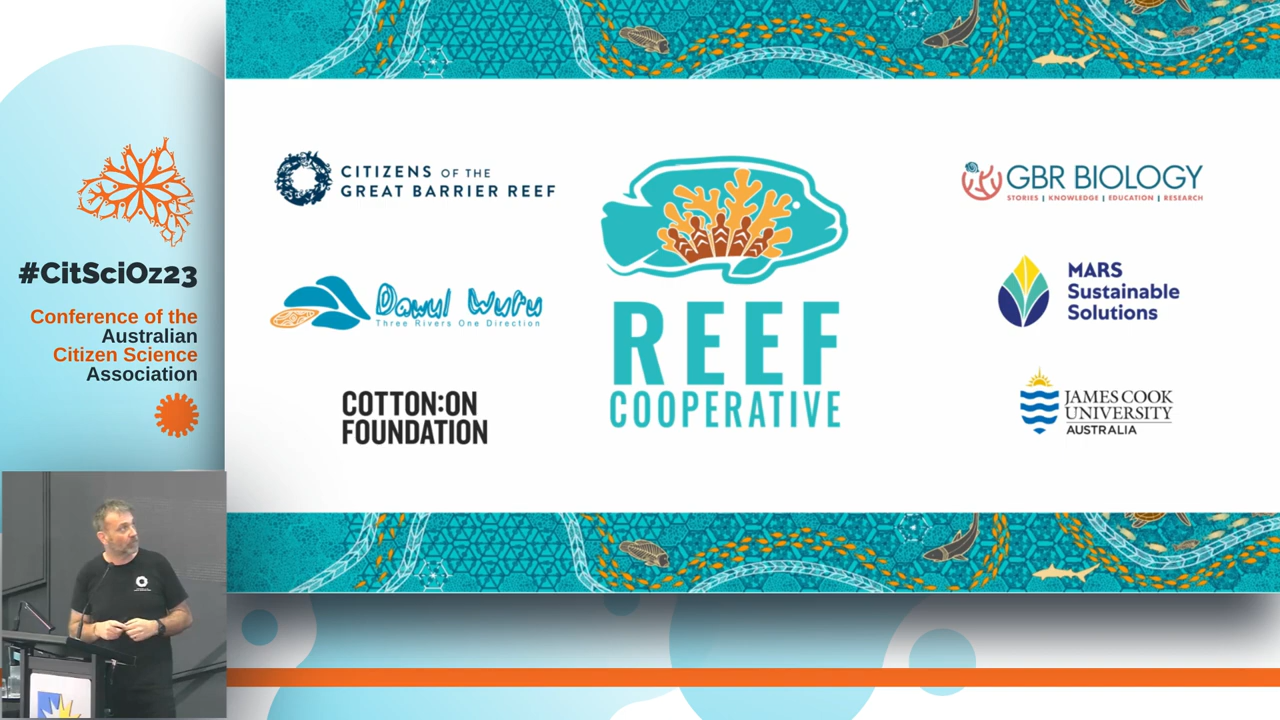 #CitSciOz23
Conference of the
Australian
Citizen Science
Association
CITIZENS OF THE
GREAT BARRIER REEF
Dawul Wuru
Three Rivers One Direction
COTTON:ON
FOUNDATION
REEF
COOPERATIVE
GBR BIOLOGY
STORIES | KNOWLEDGE | EDUCATION | RESEARCH
MARS
Sustainable
Solutions
JAMES COOK
UNIVERSITY
AUSTRALIA